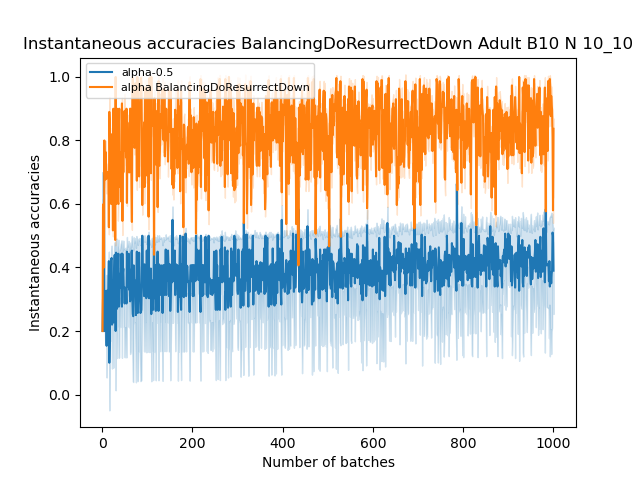 Instantaneous accuracies BalancingDoResurrectDown Adult B10 N 10_10
alpha-0.5
alpha BalancingDoResurrectDown
1.0
0.8
0.6
0.4
0.2
0.0
Instantaneous accuracies
0 200 400 600 800 1000
Number of batches